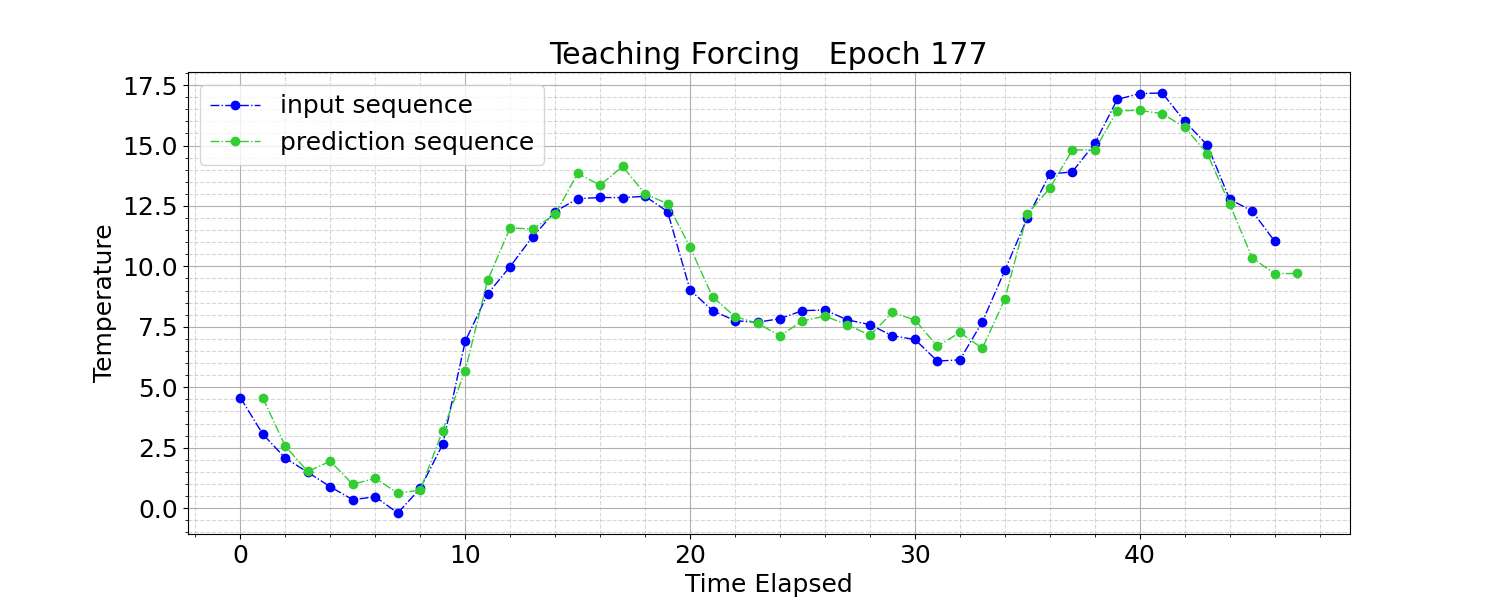 Teaching Forcing   Epoch 177
input sequence
prediction sequence
17.5
15.0
12.5
10.0
7.5
5.0
2.5
0.0
Temperature
0 10 20 30 40
Time Elapsed